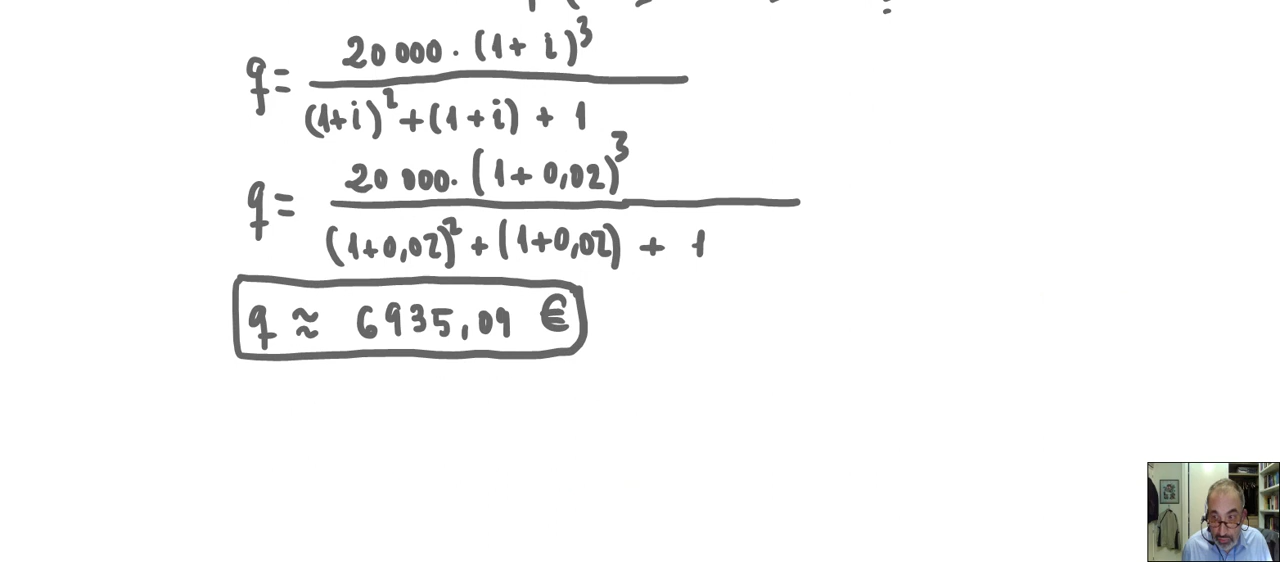 q = 20 000 · (1 + i)³ / (1+i)² + (1 + i) + 1
q = 20 000 · (1 + 0,02)³ / (1+0,02)² + (1+0,02) + 1
q ≈ 6935,09 €